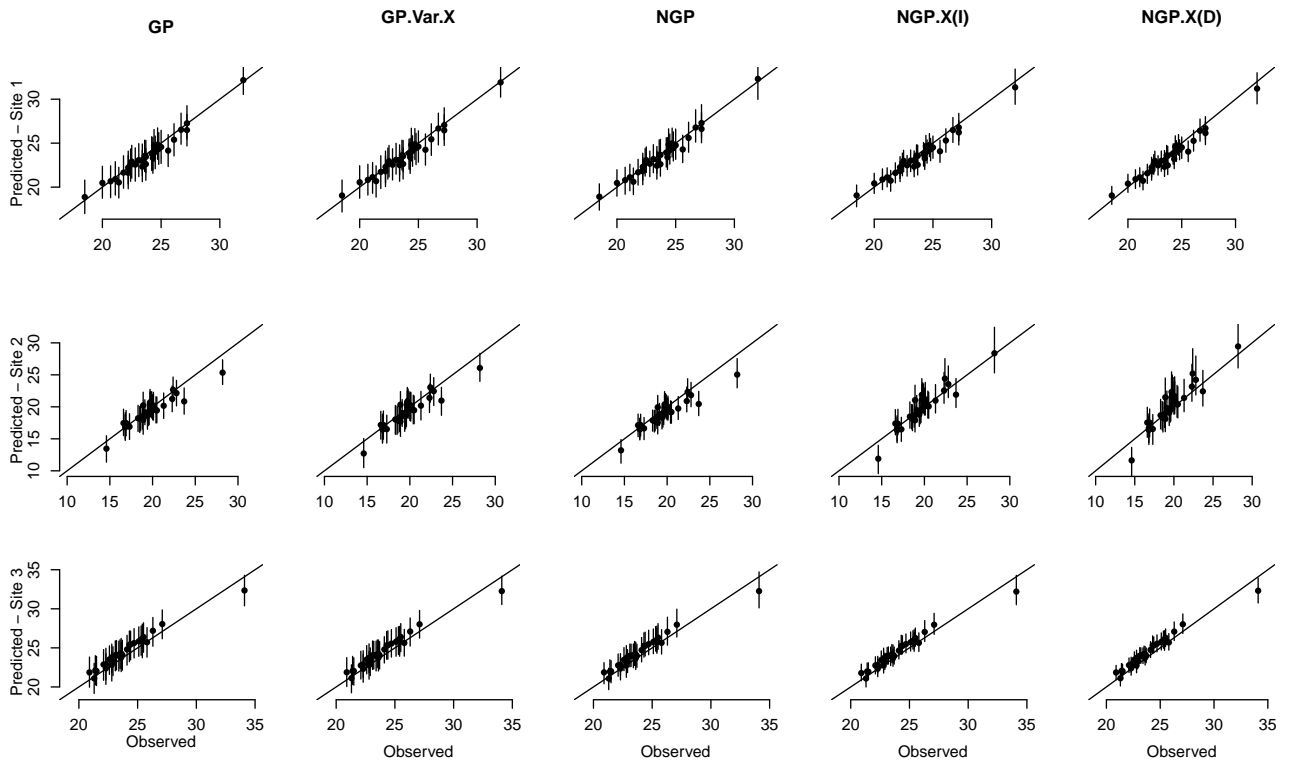 GP GP.Var.X NGP NGP.X(I) NGP.X(D)
Predicted − Site 1
30
25
20
20 25 30 20 25 30 20 25 30 20 25 30 20 25 30
Predicted − Site 2
30
25
20
15
10
10 15 20 25 30 10 15 20 25 30 10 15 20 25 30 10 15 20 25 30 10 15 20 25 30
Predicted − Site 3
35
30
25
20
20 25 30 35 20 25 30 35 20 25 30 35 20 25 30 35 20 25 30 35
Observed Observed Observed Observed Observed